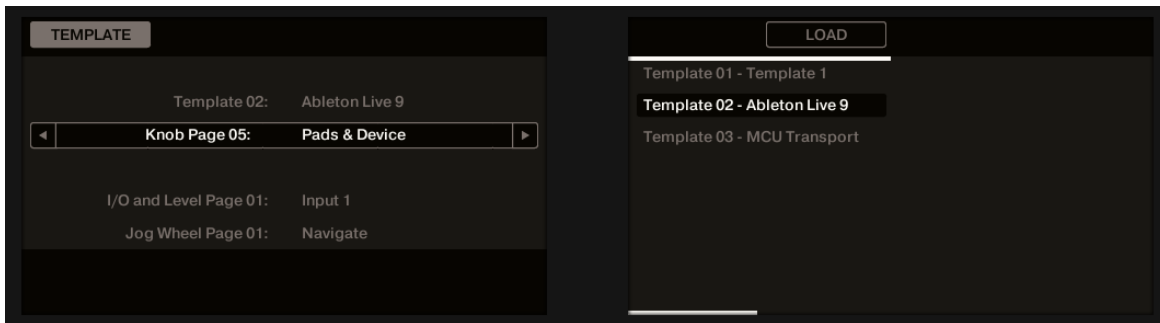 TEMPLATE
Template 02: Ableton Live 9
Knob Page 05: Pads & Device
I/O and Level Page 01: Input 1
Jog Wheel Page 01: Navigate
LOAD
Template 01 - Template 1
Template 02 - Ableton Live 9
Template 03 - MCU Transport